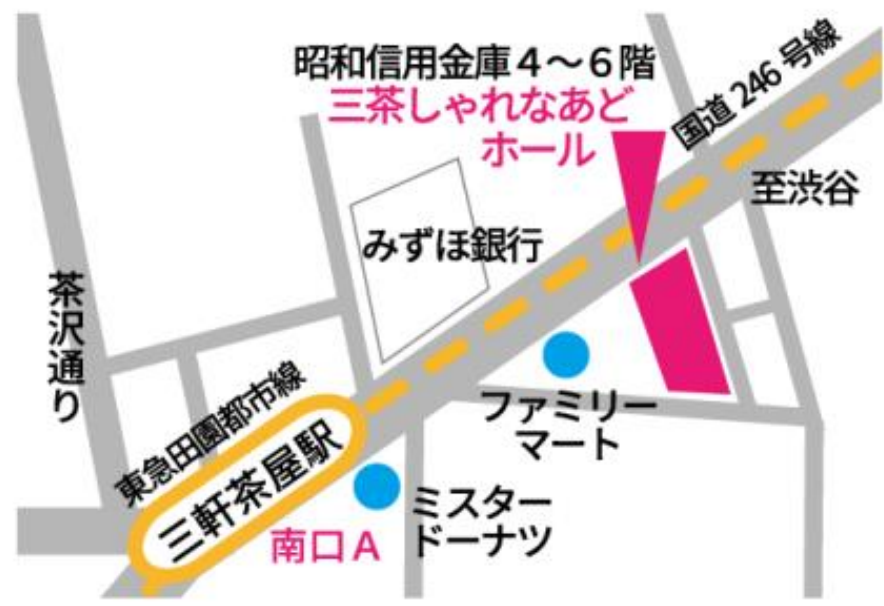 昭和信用金庫４～６階
三茶しゃれなあど
ホール
国道 246 号線
至渋谷
みずほ銀行
茶沢通り
東急田園都市線
三軒茶屋駅
ファミリー
マート
ミスター
ドーナツ
南口Ａ